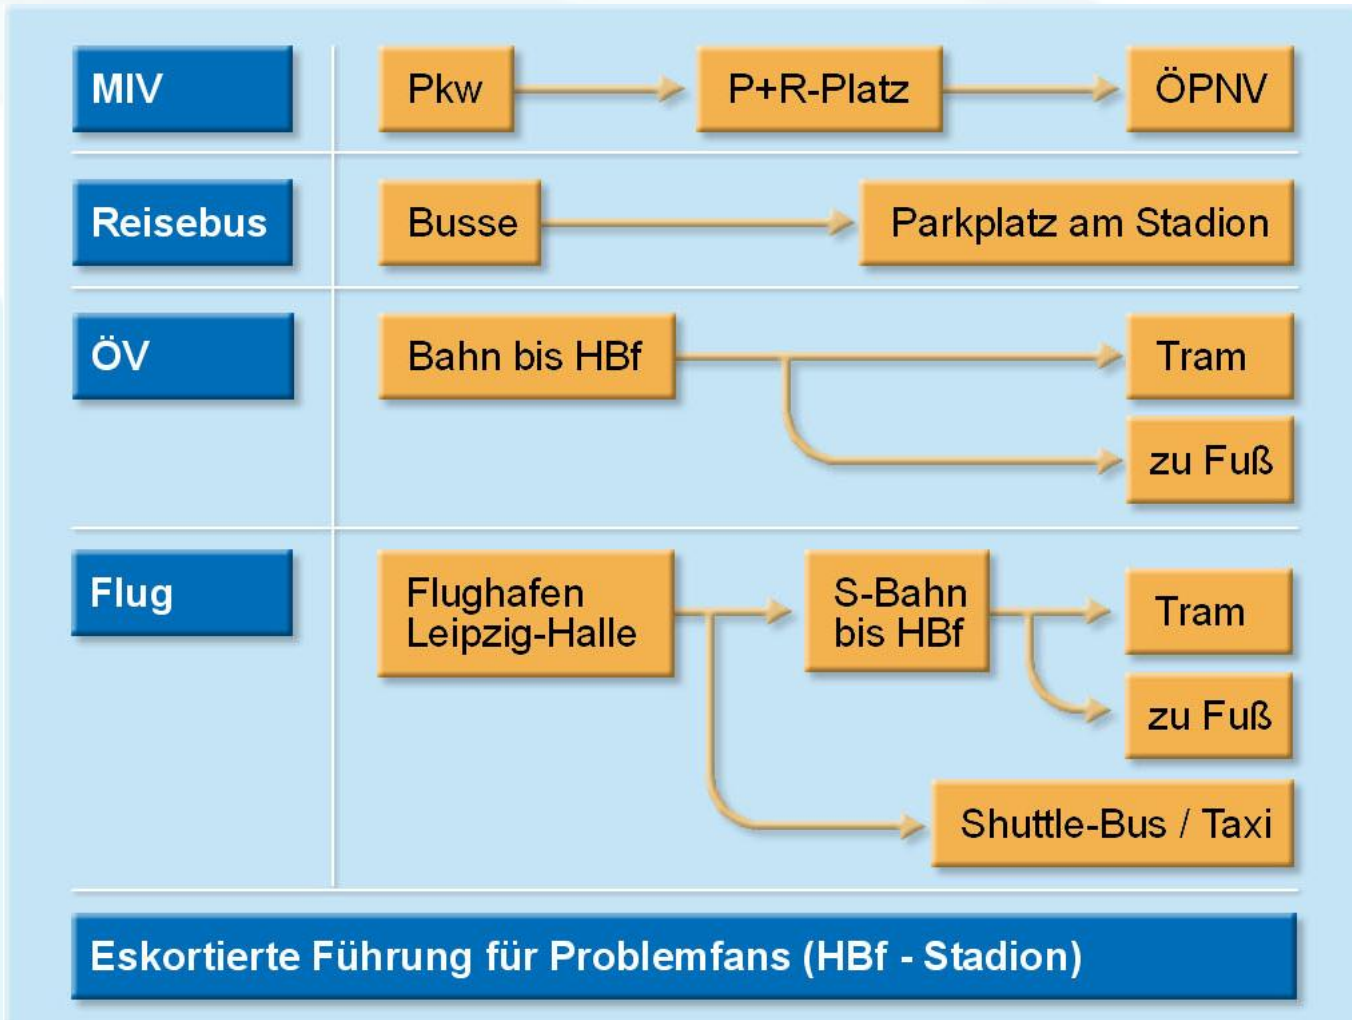 MIV
Pkw
P+R-Platz
ÖPNV
Reisebus
Busse
Parkplatz am Stadion
ÖV
Bahn bis HBf
Tram
zu Fuß
Flug
Flughafen
Leipzig-Halle
S-Bahn
bis HBf
Tram
zu Fuß
Shuttle-Bus / Taxi
Eskortierte Führung für Problemfans (HBf - Stadion)